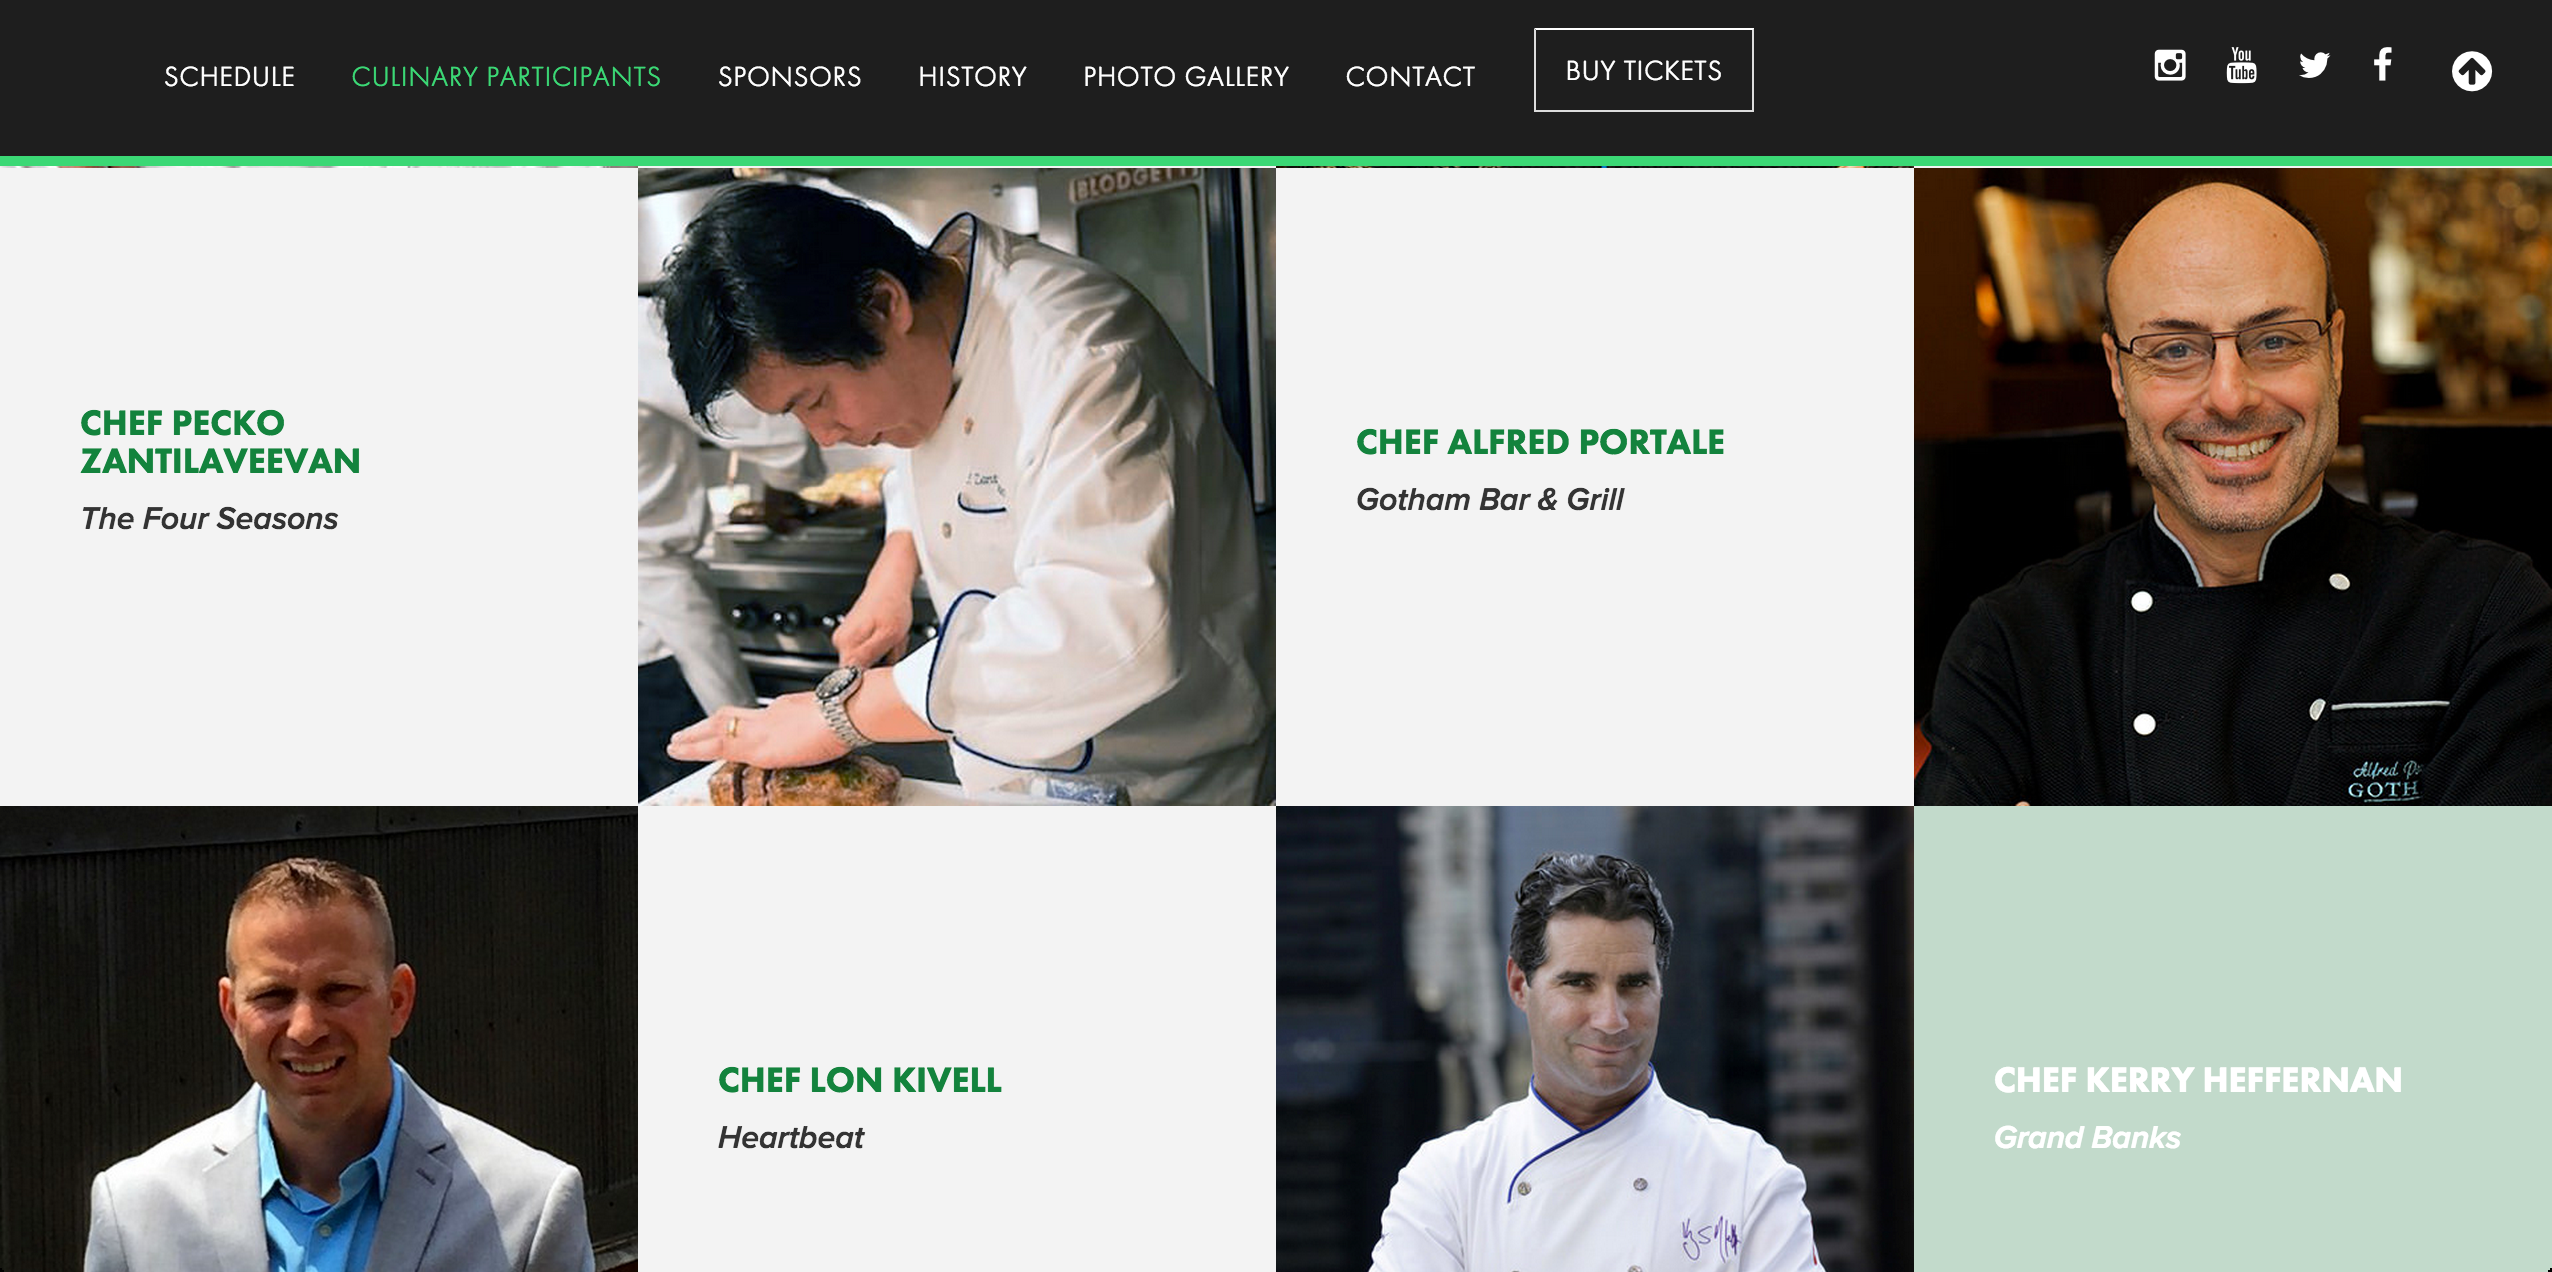 SCHEDULE
CULINARY PARTICIPANTS
SPONSORS
HISTORY
PHOTO GALLERY
CONTACT
BUY TICKETS
You
Tube
BLODGETT
CHEF PECKO
ZANTILAVEEVAN
The Four Seasons
CHEF ALFRED PORTALE
Gotham Bar & Grill
Alfred Po
GOTH
CHEF LON KIVELL
Heartbeat
CHEF KERRY HEFFERNAN
Grand Banks